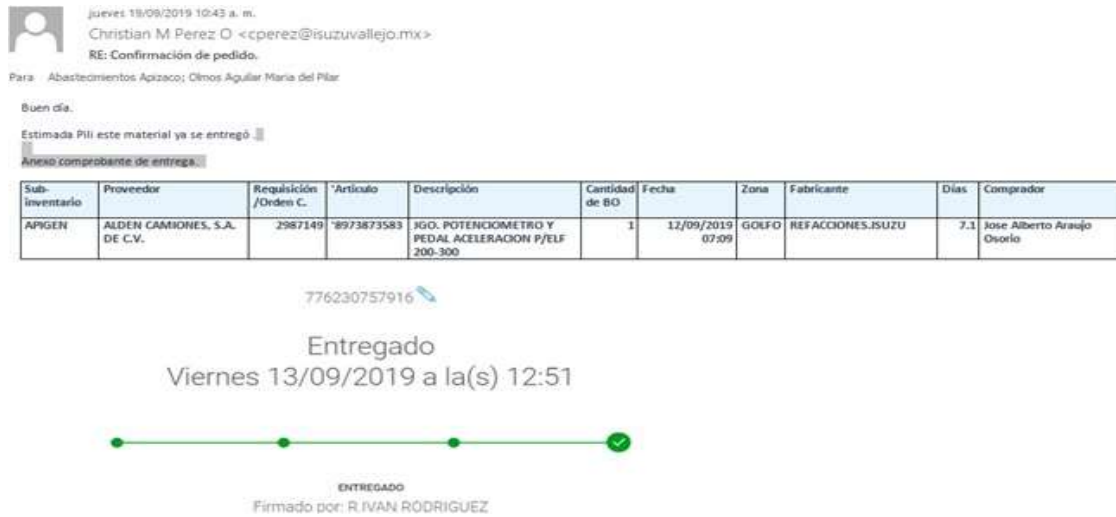 jueves 19/09/2019 10:43 a. m.
Christian M Perez O <cperez@isuzuvallejo.mx>
RE: Confirmación de pedido.
Para Abastecimientos Apizaco; Olmos Aguilar Maria del Pilar
Buen día.
Estimada Pili este material ya se entregó .
Anexo comprobante de entrega.
Sub-inventario Proveedor Requisición /Orden C. *Artículo Descripción Cantidad de BO Fecha Zona Fabricante Días Comprador
APIGEN ALDEN CAMIONES, S.A. DE C.V. 2987149 *8973873583 JGO. POTENCIOMETRO Y PEDAL ACELERACION P/ELF 200-300 1 12/09/2019 07:09 GOLFO REFACCIONES.ISUZU 7.1 Jose Alberto Araujo Osorio
776230757916
Entregado
Viernes 13/09/2019 a la(s) 12:51
ENTREGADO
Firmado por: R.IVAN RODRIGUEZ